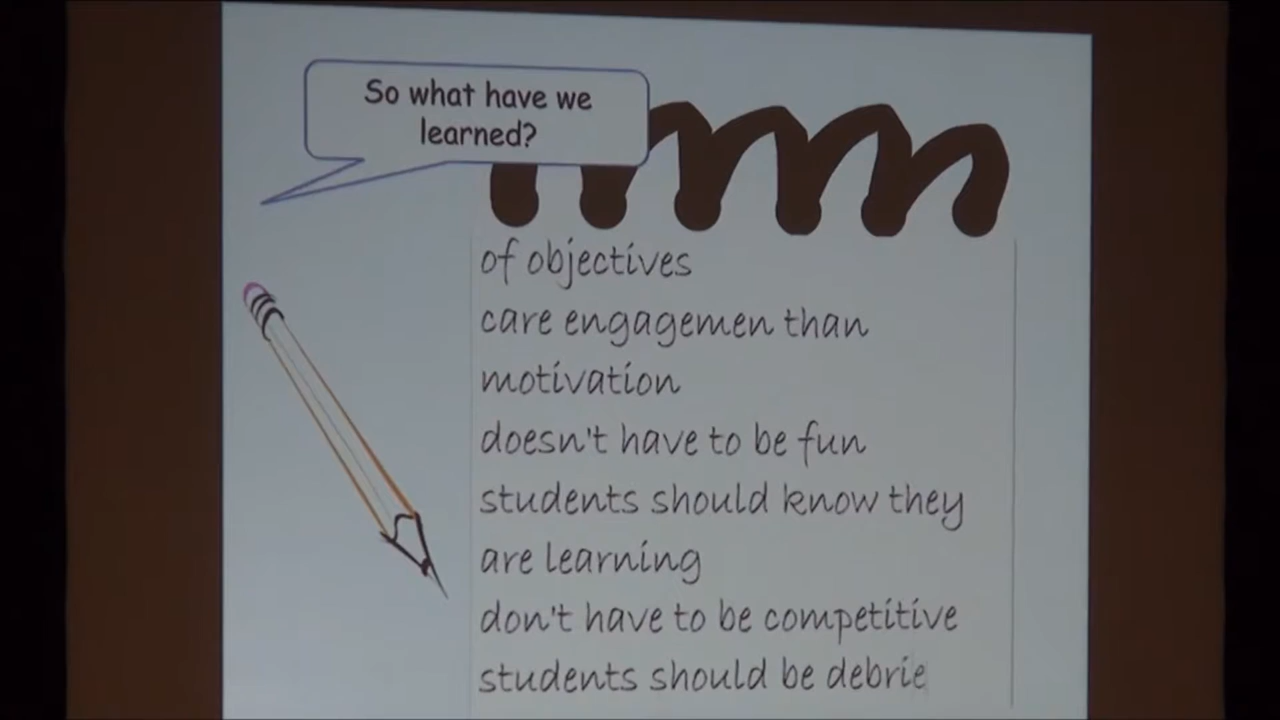 So what have we
learned?
of objectives
care engagemen than
motivation
doesn't have to be fun
students should know they
are learning
don't have to be competitive
students should be debrie